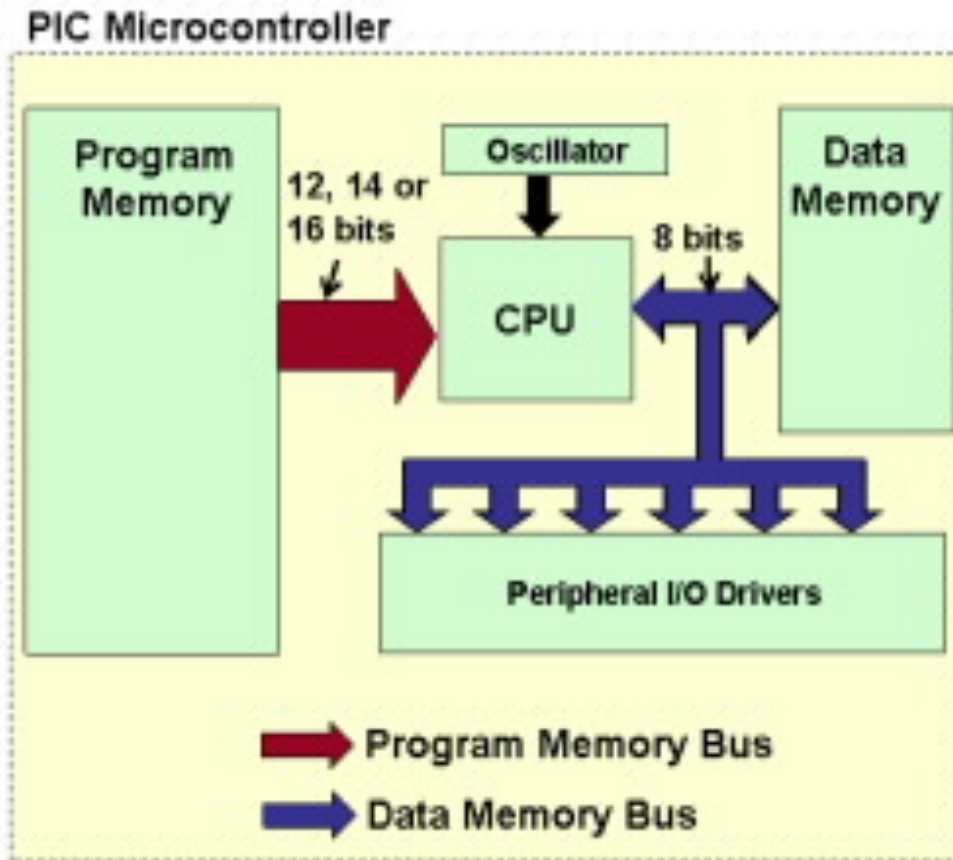 PIC Microcontroller
Program
Memory
12, 14 or
16 bits
Oscillator
CPU
8 bits
Data
Memory
Peripheral I/O Drivers
Program Memory Bus
Data Memory Bus